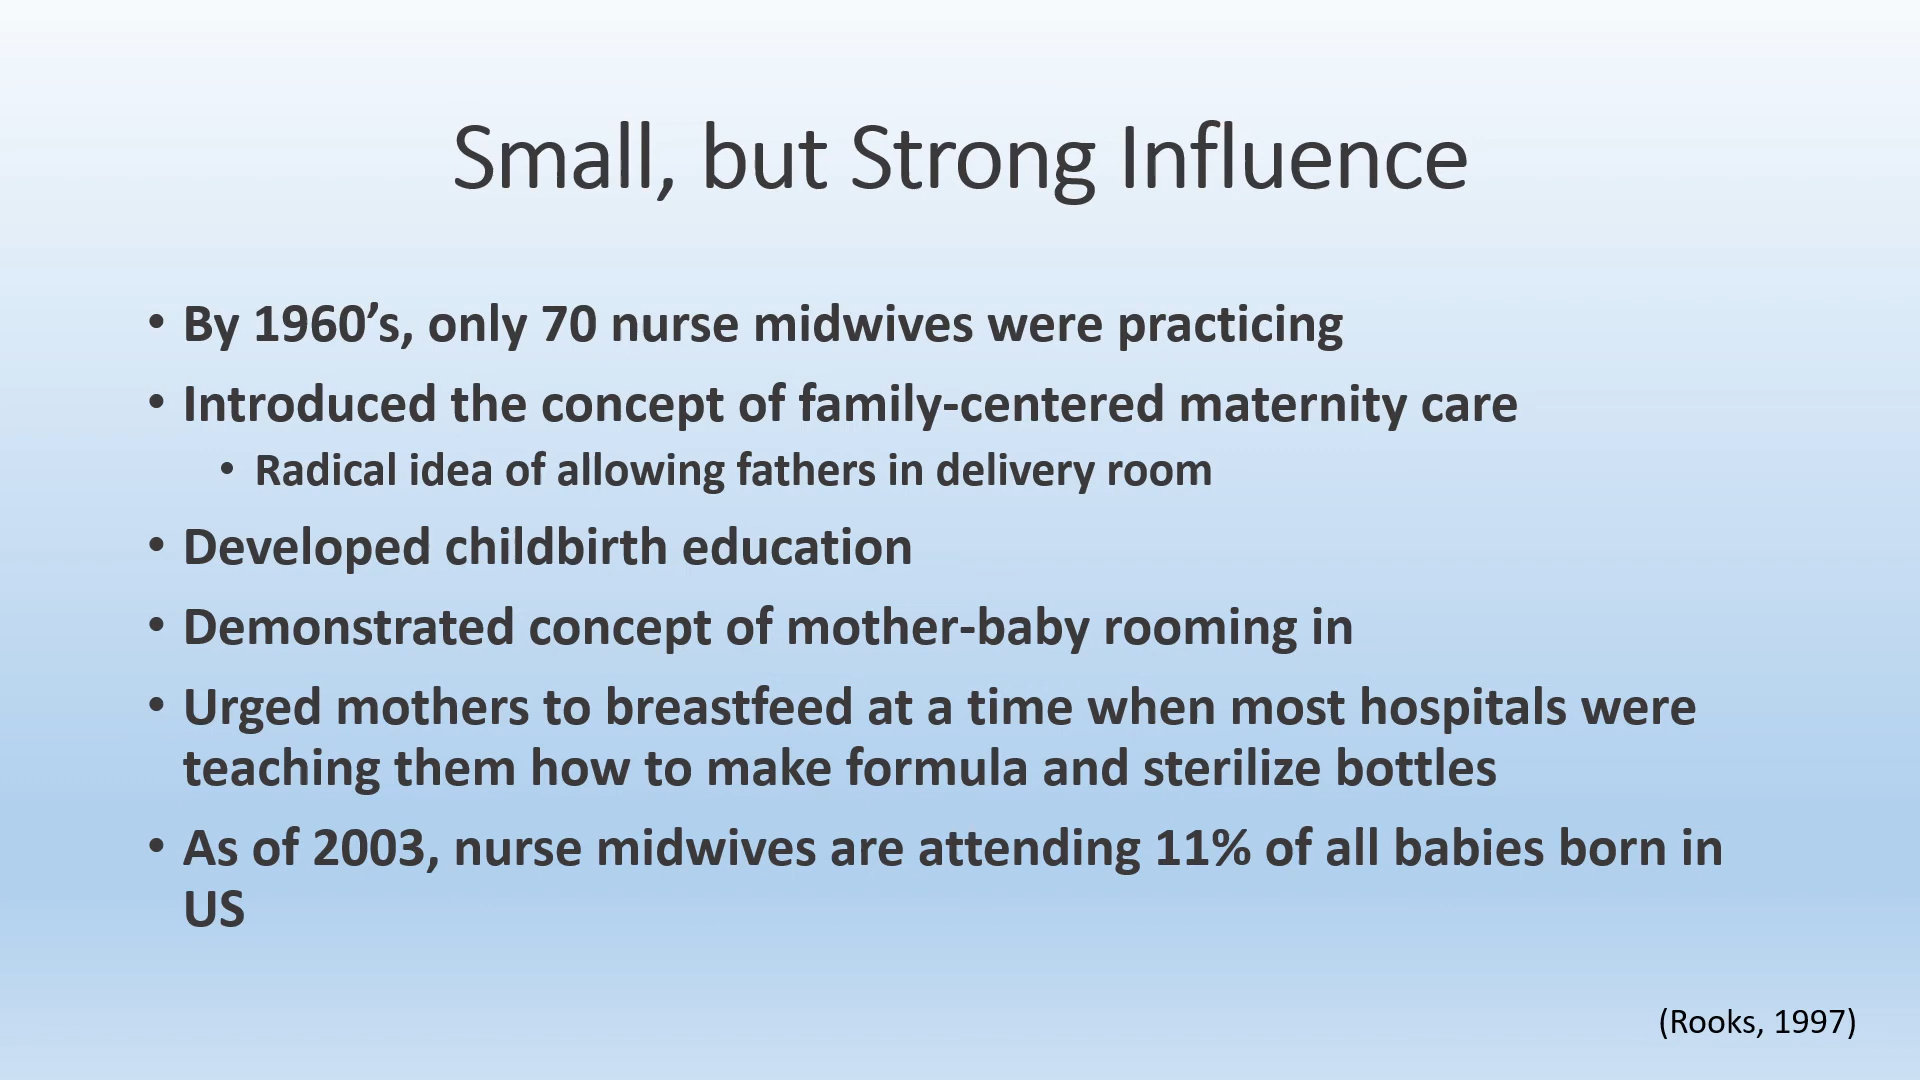 Small, but Strong Influence
• By 1960’s, only 70 nurse midwives were practicing
• Introduced the concept of family-centered maternity care
• Radical idea of allowing fathers in delivery room
• Developed childbirth education
• Demonstrated concept of mother-baby rooming in
• Urged mothers to breastfeed at a time when most hospitals were
teaching them how to make formula and sterilize bottles
• As of 2003, nurse midwives are attending 11% of all babies born in
US
(Rooks, 1997)